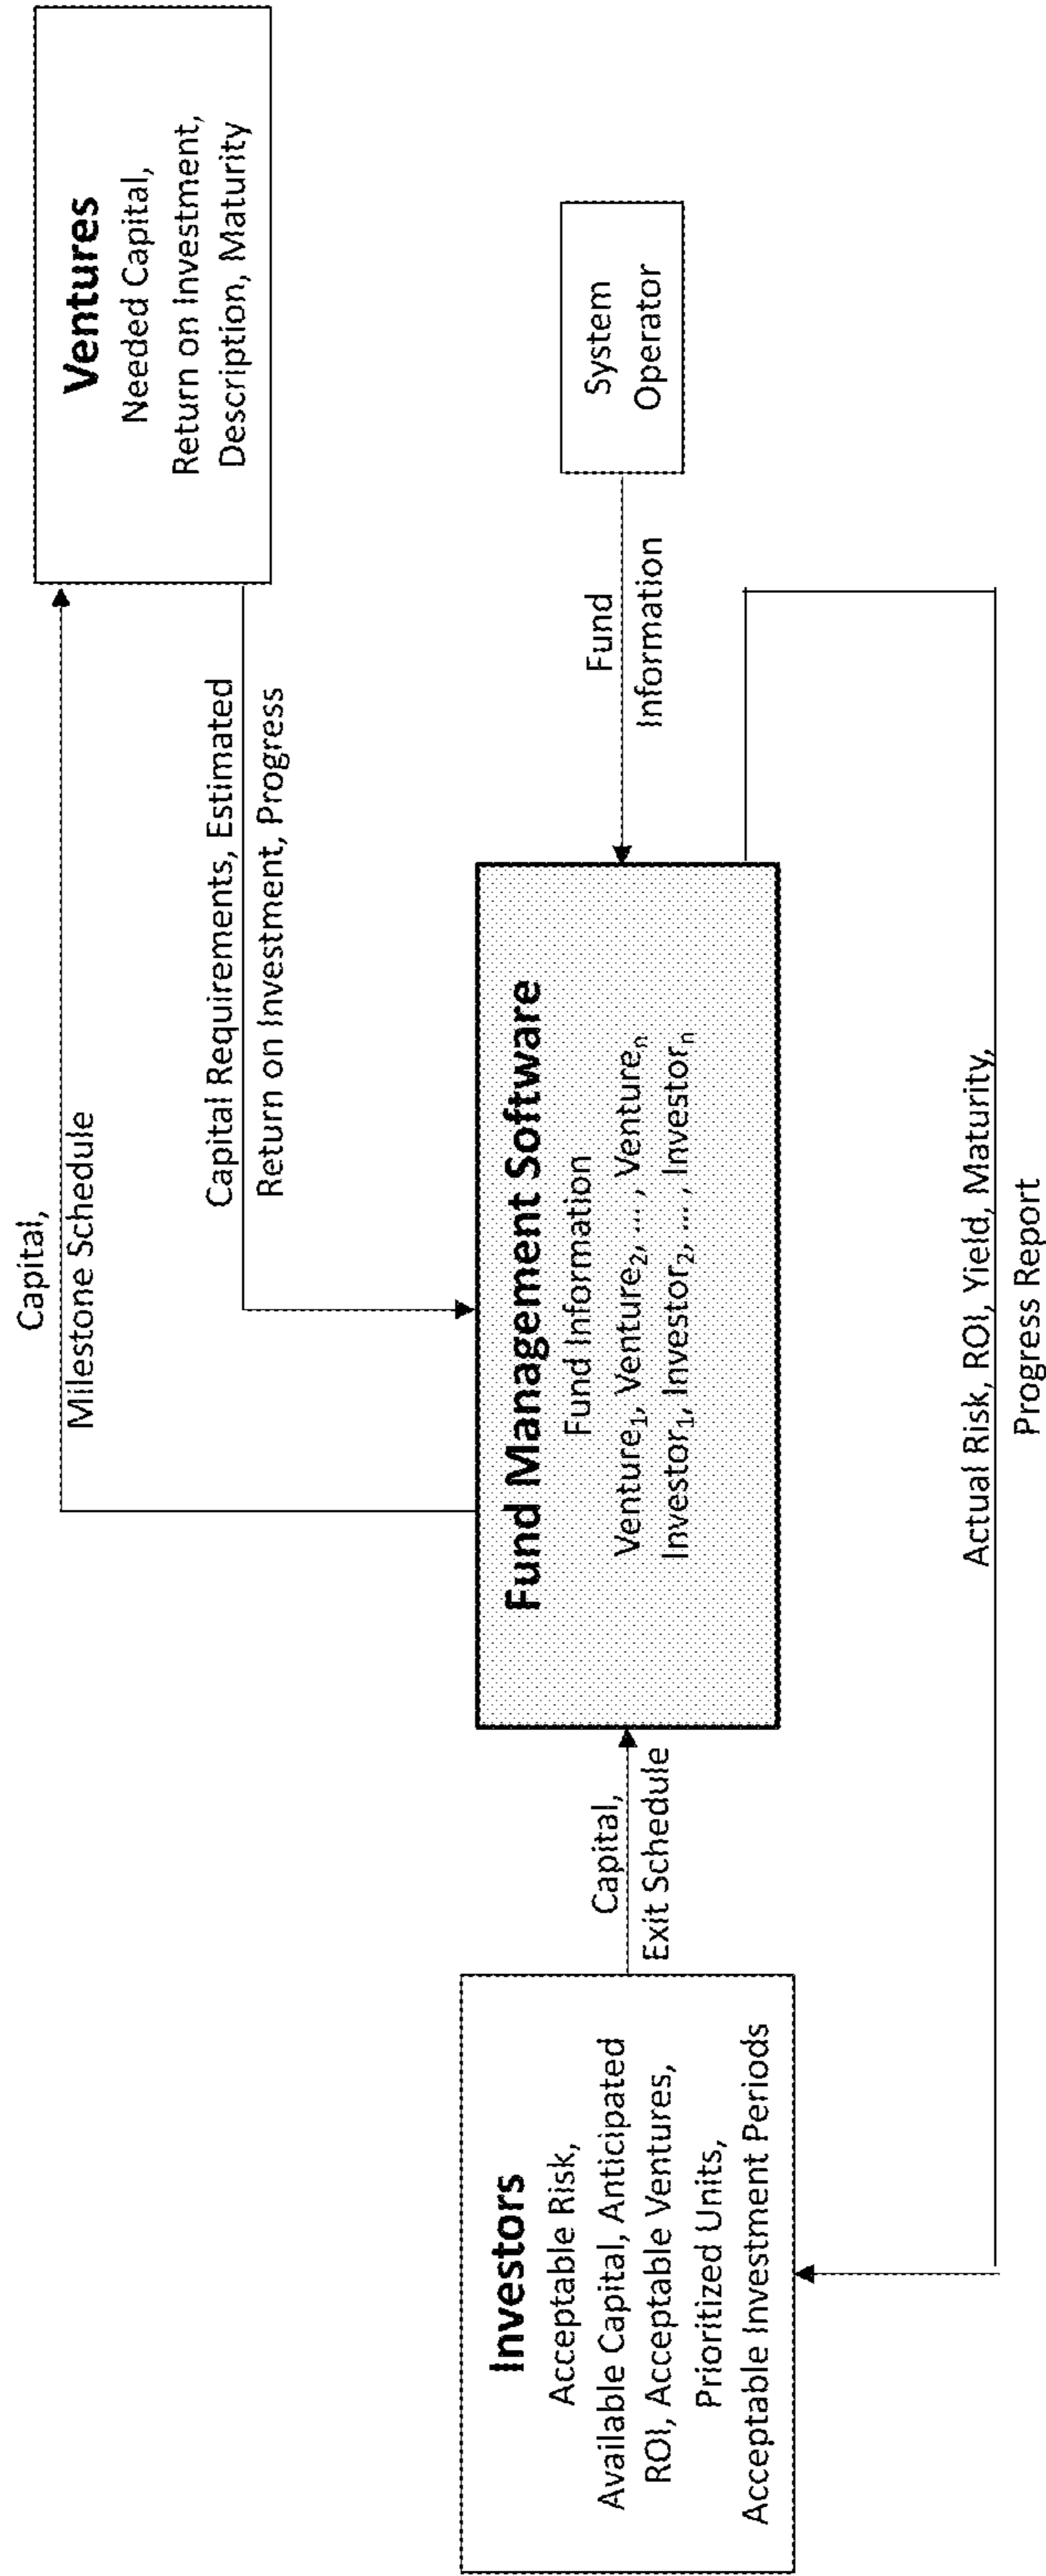 Investors
Acceptable Risk,
Available Capital, Anticipated
ROI, Acceptable Ventures,
Prioritized Units,
Acceptable Investment Periods
Capital,
Exit Schedule
Fund Management Software
Fund Information
Venture₁, Venture₂, ... , Ventureₙ
Investor₁, Investor₂, ... , Investorₙ
Capital,
Milestone Schedule
Capital Requirements, Estimated
Return on Investment, Progress
Ventures
Needed Capital,
Return on Investment,
Description, Maturity
Fund
Information
System
Operator
Actual Risk, ROI, Yield, Maturity,
Progress Report